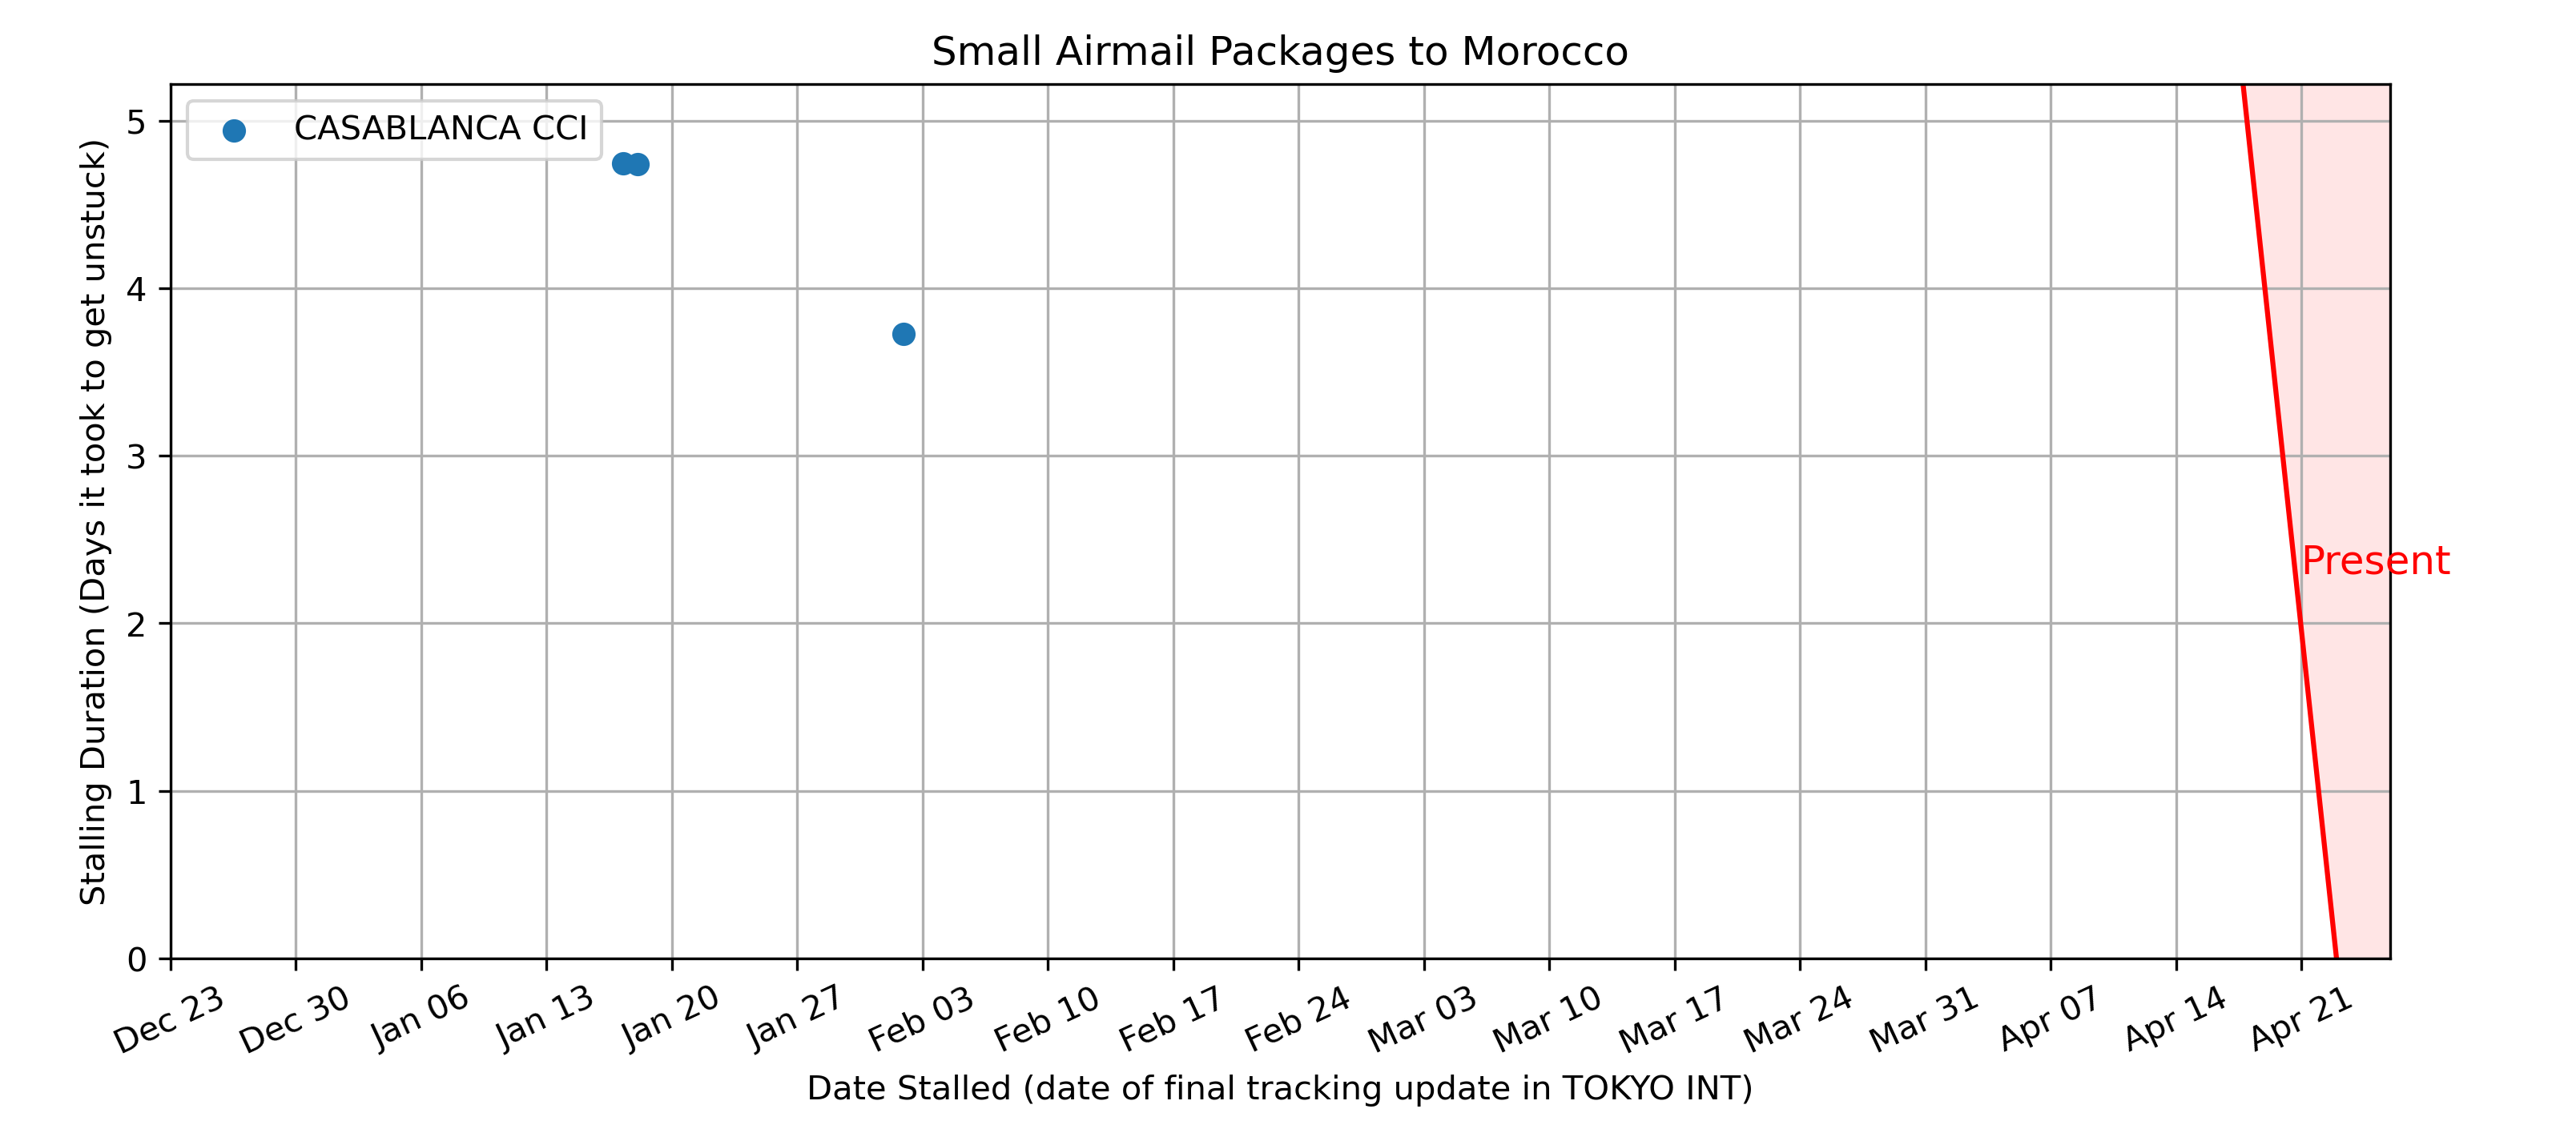 Small Airmail Packages to Morocco
CASABLANCA CCI
Stalling Duration (Days it took to get unstuck)
5
4
3
2
1
0
Present
Dec 23
Dec 30
Jan 06
Jan 13
Jan 20
Jan 27
Feb 03
Feb 10
Feb 17
Feb 24
Mar 03
Mar 10
Mar 17
Mar 24
Mar 31
Apr 07
Apr 14
Apr 21
Date Stalled (date of final tracking update in TOKYO INT)